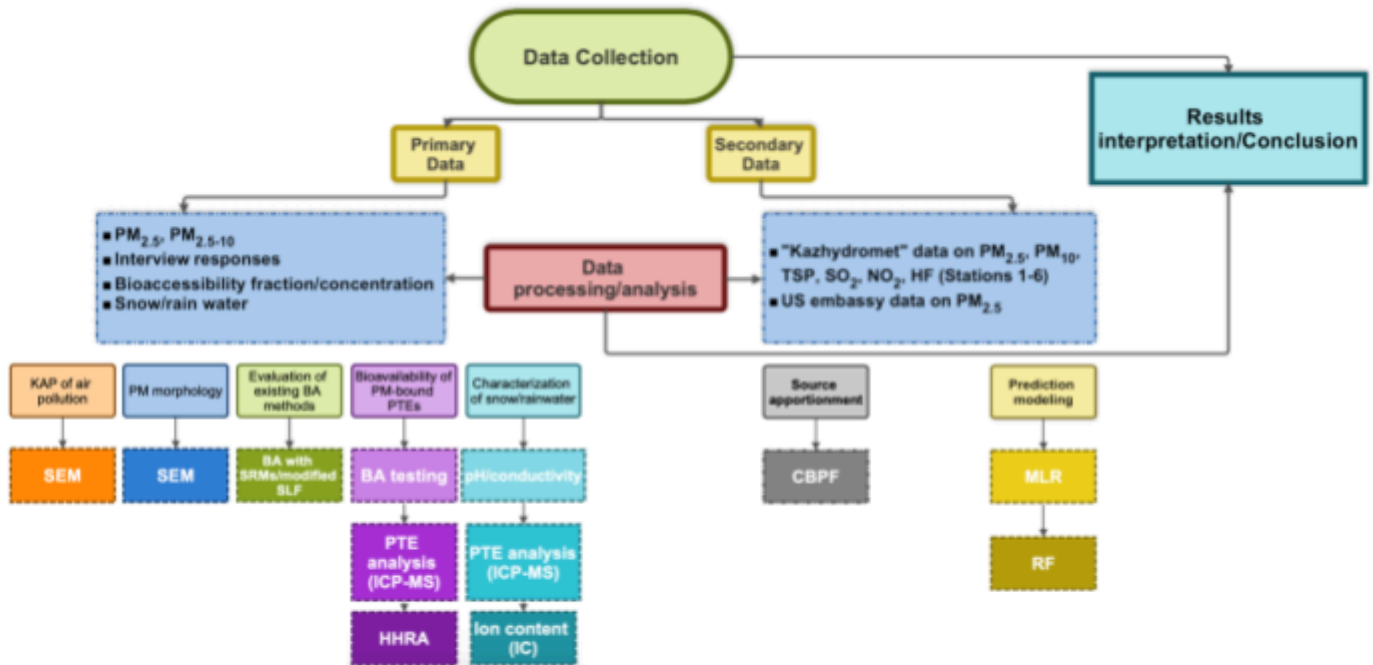 Data Collection
Results
interpretation/Conclusion
Primary
Data
Secondary
Data
■ PM2.5, PM2.5-10
■ Interview responses
■ Bioaccessibility fraction/concentration
■ Snow/rain water
Data
processing/analysis
■ "Kazhydromet" data on PM2.5, PM10,
TSP, SO2, NO2, HF (Stations 1-6)
■ US embassy data on PM2.5
KAP of air
pollution
PM morphology
Evaluation of
existing BA
methods
Bioavailability of
PM-bound
PTEs
Characterization
of snow/rainwater
Source
apportionment
Prediction
modeling
SEM
SEM
BA with
SRMs/modified
SLF
BA testing
pH/conductivity
CBPF
MLR
PTE
analysis
(ICP-MS)
PTE analysis
(ICP-MS)
RF
HHRA
Ion content
(IC)